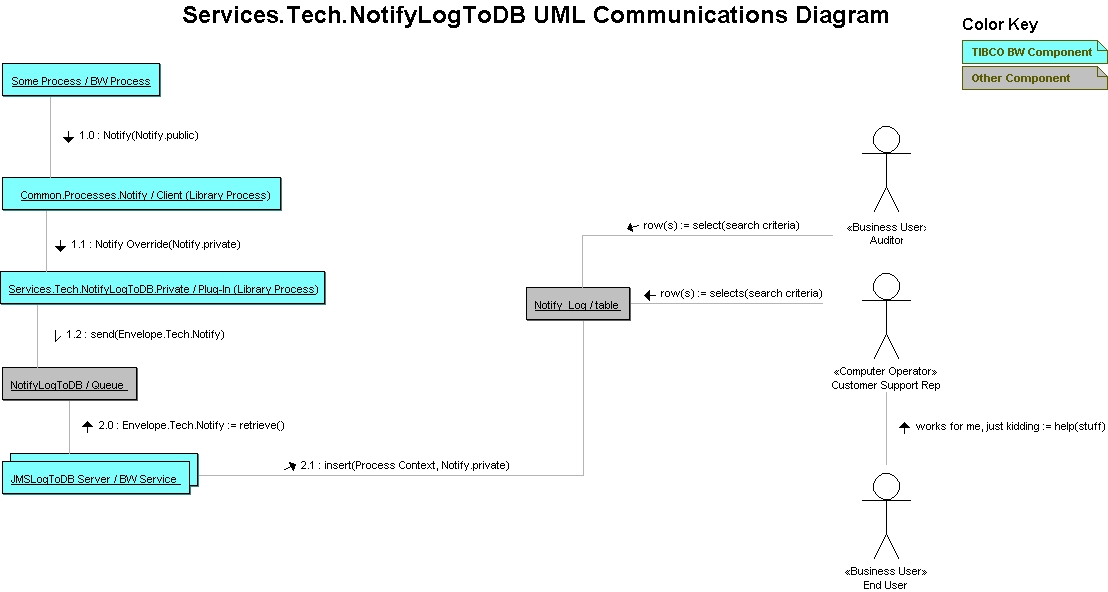 Services.Tech.NotifyLogToDB UML Communications Diagram
Color Key
TIBCO BW Component
Other Component
Some Process / BW Process
1.0 : Notify(Notify.public)
Common.Processes.Notify / Client (Library Process)
1.1 : Notify Override(Notify.private)
Services.Tech.NotifyLogToDB.Private / Plug-In (Library Process)
1.2 : send(Envelope.Tech.Notify)
NotifyLogToDB / Queue
2.0 : Envelope.Tech.Notify := retrieve()
JMSLogToDB Server / BW Service
2.1 : insert(Process Context, Notify.private)
Notify_Log / table
row(s) := select(search criteria)
row(s) := selects(search criteria)
«Business User»
Auditor
«Computer Operator»
Customer Support Rep
works for me, just kidding := help(stuff)
«Business User»
End User